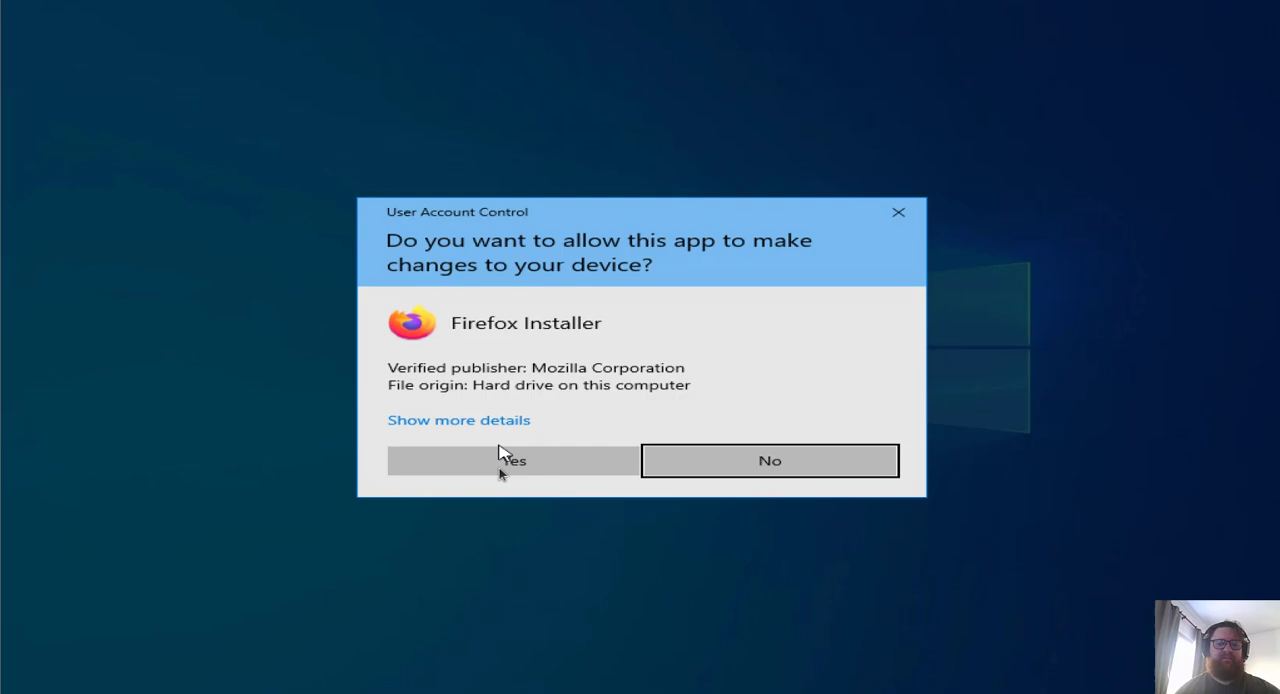 User Account Control
Do you want to allow this app to make
changes to your device?
Firefox Installer
Verified publisher: Mozilla Corporation
File origin: Hard drive on this computer
Show more details
Yes
No